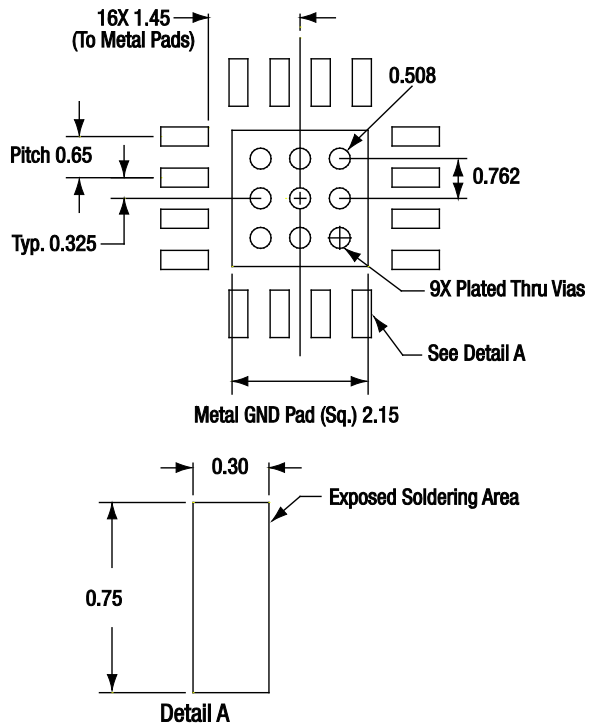 16X 1.45
(To Metal Pads)
0.508
Pitch 0.65
0.762
Typ. 0.325
9X Plated Thru Vias
See Detail A
Metal GND Pad (Sq.) 2.15
0.30
Exposed Soldering Area
0.75
Detail A